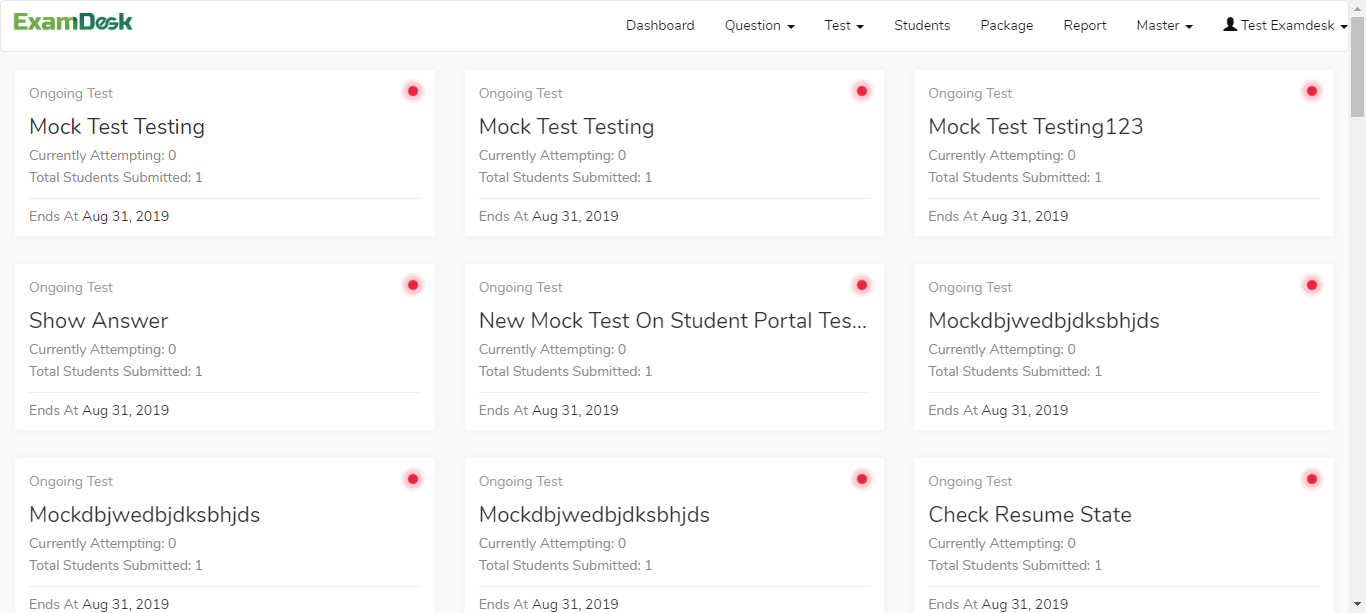 ExamDesk
Dashboard Question Test Students Package Report Master Test Examdesk
Ongoing Test
Mock Test Testing
Currently Attempting: 0
Total Students Submitted: 1
Ends At Aug 31, 2019
Ongoing Test
Mock Test Testing
Currently Attempting: 0
Total Students Submitted: 1
Ends At Aug 31, 2019
Ongoing Test
Mock Test Testing123
Currently Attempting: 0
Total Students Submitted: 1
Ends At Aug 31, 2019
Ongoing Test
Show Answer
Currently Attempting: 0
Total Students Submitted: 1
Ends At Aug 31, 2019
Ongoing Test
New Mock Test On Student Portal Tes...
Currently Attempting: 0
Total Students Submitted: 1
Ends At Aug 31, 2019
Ongoing Test
Mockdbjwedbjdksbhjds
Currently Attempting: 0
Total Students Submitted: 1
Ends At Aug 31, 2019
Ongoing Test
Mockdbjwedbjdksbhjds
Currently Attempting: 0
Total Students Submitted: 1
Ends At Aug 31, 2019
Ongoing Test
Mockdbjwedbjdksbhjds
Currently Attempting: 0
Total Students Submitted: 1
Ends At Aug 31, 2019
Ongoing Test
Check Resume State
Currently Attempting: 0
Total Students Submitted: 1
Ends At Aug 31, 2019